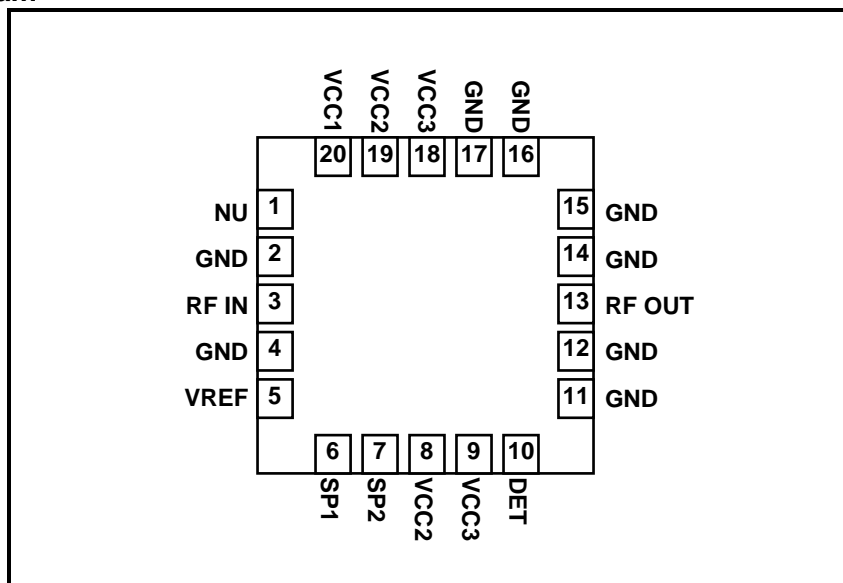 VCC1
VCC2
VCC3
GND
GND
20
19
18
17
16
NU 1
GND 2
RF IN 3
GND 4
VREF 5
15 GND
14 GND
13 RF OUT
12 GND
11 GND
6
7
8
9
10
SP1
SP2
VCC2
VCC3
DET